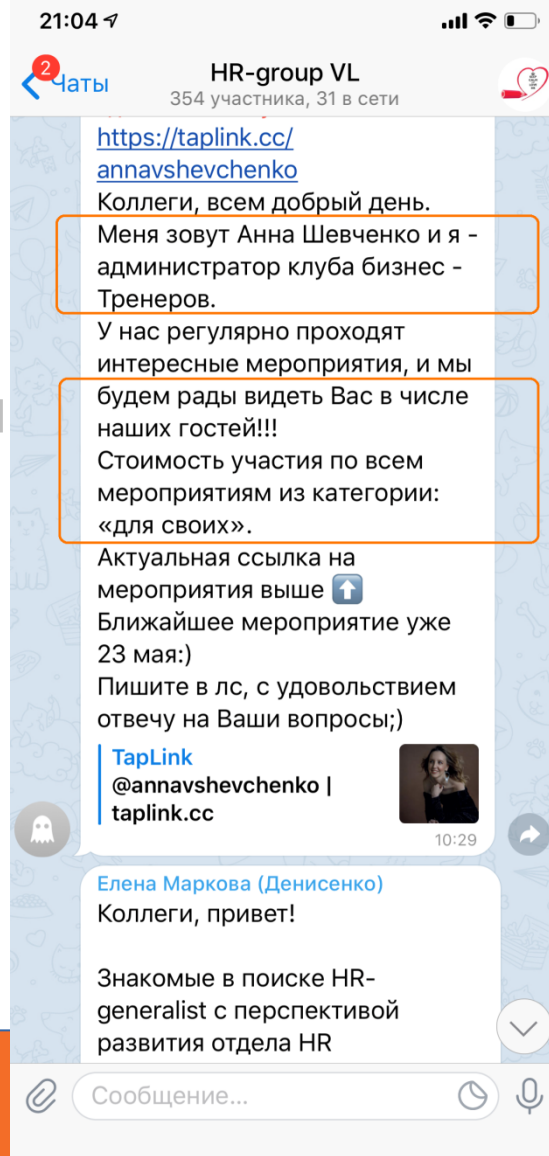 21:04
2
Чаты
HR-group VL
354 участника, 31 в сети
https://taplink.cc/
annavshevchenko
Коллеги, всем добрый день.
Меня зовут Анна Шевченко и я -
администратор клуба бизнес -
Тренеров.
У нас регулярно проходят
интересные мероприятия, и мы
будем рады видеть Вас в числе
наших гостей!!!
Стоимость участия по всем
мероприятиям из категории:
«для своих».
Актуальная ссылка на
мероприятия выше ⬆️
Ближайшее мероприятие уже
23 мая:)
Пишите в лс, с удовольствием
отвечу на Ваши вопросы;)
TapLink
@annavshevchenko |
taplink.cc
10:29
Елена Маркова (Денисенко)
Коллеги, привет!
Знакомые в поиске HR-
generalist с перспективой
развития отдела HR
Сообщение...